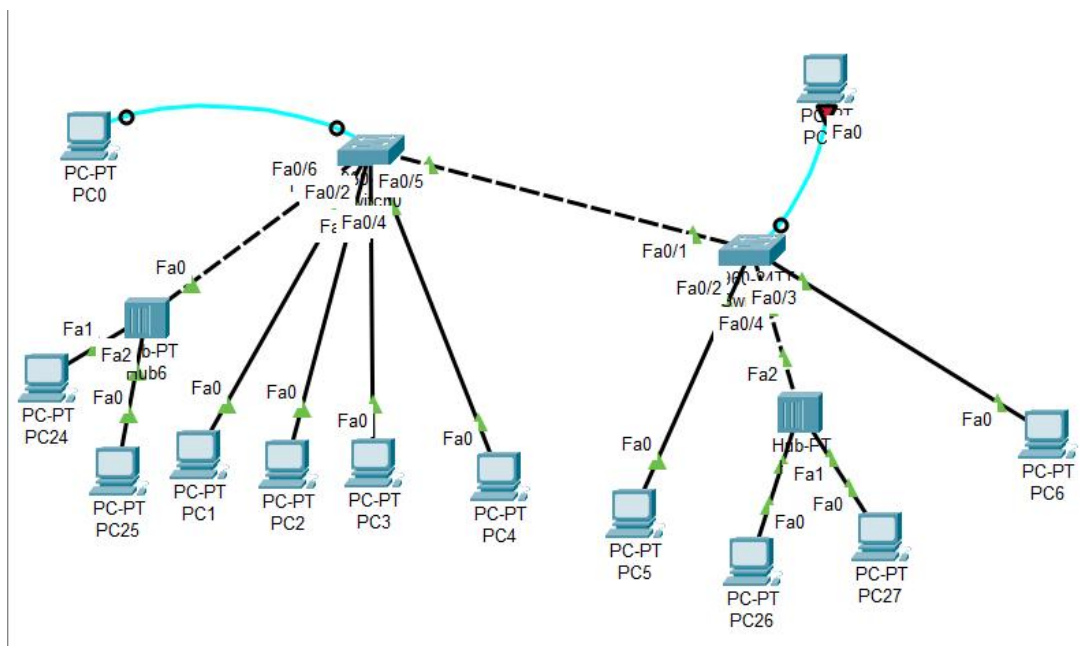 PC-PT
PC0
Fa0
Fa0/6
Fa0/2
Fa0/5
Fa0/4
Fa0/1
Fa0/2
Fa0/3
Fa0/4
Fa0
Fa1
Fa2
PC-PT
PC24
Fa0
PC-PT
PC25
Fa0
PC-PT
PC1
Fa0
PC-PT
PC2
Fa0
PC-PT
PC3
Fa0
PC-PT
PC4
Fa0
PC-PT
PC5
Fa2
Hub-PT
Fa1
Fa0
PC-PT
PC26
Fa0
PC-PT
PC27
Fa0
PC-PT
PC6